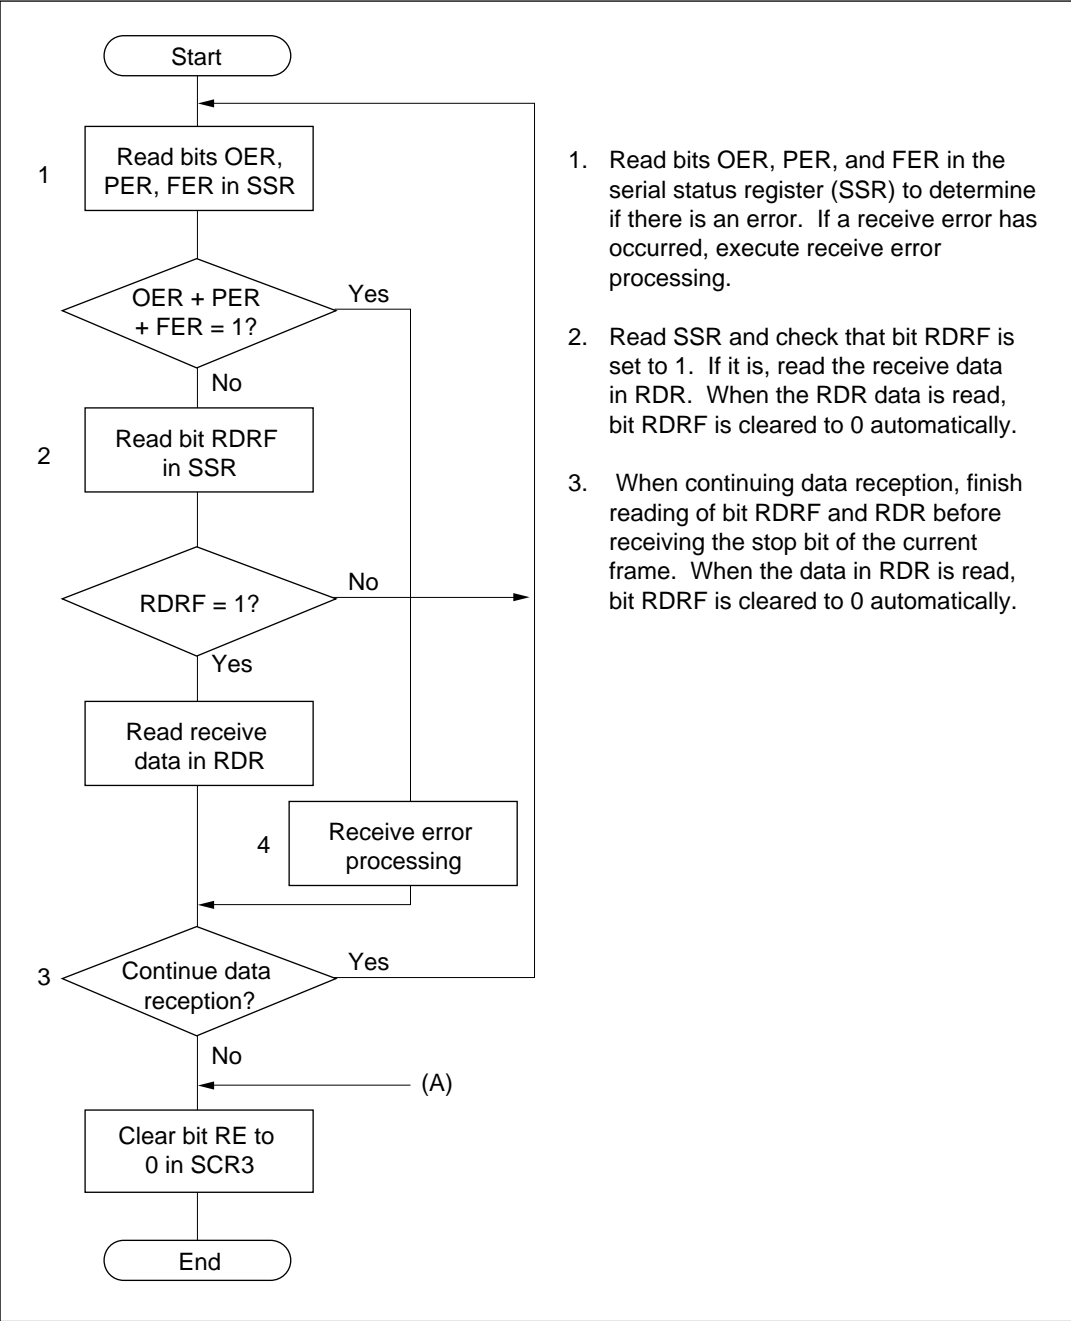 Start
1
Read bits OER,
PER, FER in SSR
OER + PER
+ FER = 1?
Yes
No
2
Read bit RDRF
in SSR
RDRF = 1?
No
Yes
Read receive
data in RDR
4
Receive error
processing
3
Continue data
reception?
Yes
No
(A)
Clear bit RE to
0 in SCR3
End
1. Read bits OER, PER, and FER in the
serial status register (SSR) to determine
if there is an error. If a receive error has
occurred, execute receive error
processing.
2. Read SSR and check that bit RDRF is
set to 1. If it is, read the receive data
in RDR. When the RDR data is read,
bit RDRF is cleared to 0 automatically.
3. When continuing data reception, finish
reading of bit RDRF and RDR before
receiving the stop bit of the current
frame. When the data in RDR is read,
bit RDRF is cleared to 0 automatically.